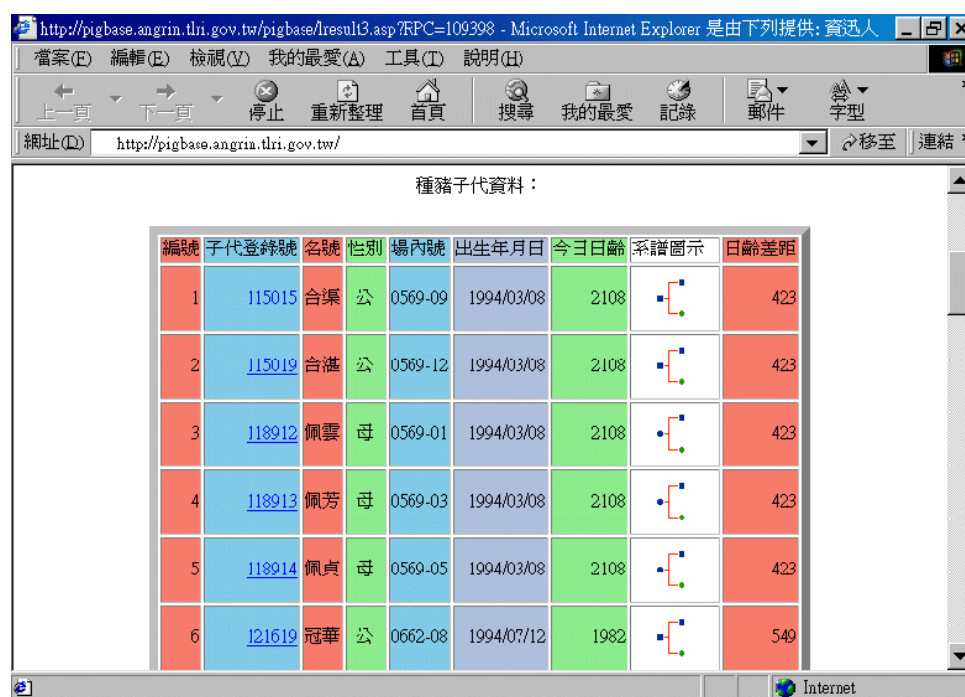 http://pigbase.angrin.tlri.gov.tw/pigbase/lresult3.asp?RPC=109398 - Microsoft Internet Explorer 是由下列提供: 資迅人
檔案(F) 編輯(E) 檢視(V) 我的最愛(A) 工具(T) 說明(H)
上一頁 下一頁 停止 重新整理 首頁 搜尋 我的最愛 記錄 郵件 字型
網址(D) http://pigbase.angrin.tlri.gov.tw/ 移至 連結
種豬子代資料：
編號 子代登錄號 名號 性別 場內號 出生年月日 今日日齡 系譜圖示 日齡差距
1 115015 合渠 公 0569-09 1994/03/08 2108 423
2 115019 合湛 公 0569-12 1994/03/08 2108 423
3 118912 佩雲 母 0569-01 1994/03/08 2108 423
4 118913 佩芳 母 0569-03 1994/03/08 2108 423
5 118914 佩貞 母 0569-05 1994/03/08 2108 423
6 121619 冠華 公 0662-08 1994/07/12 1982 549
Internet